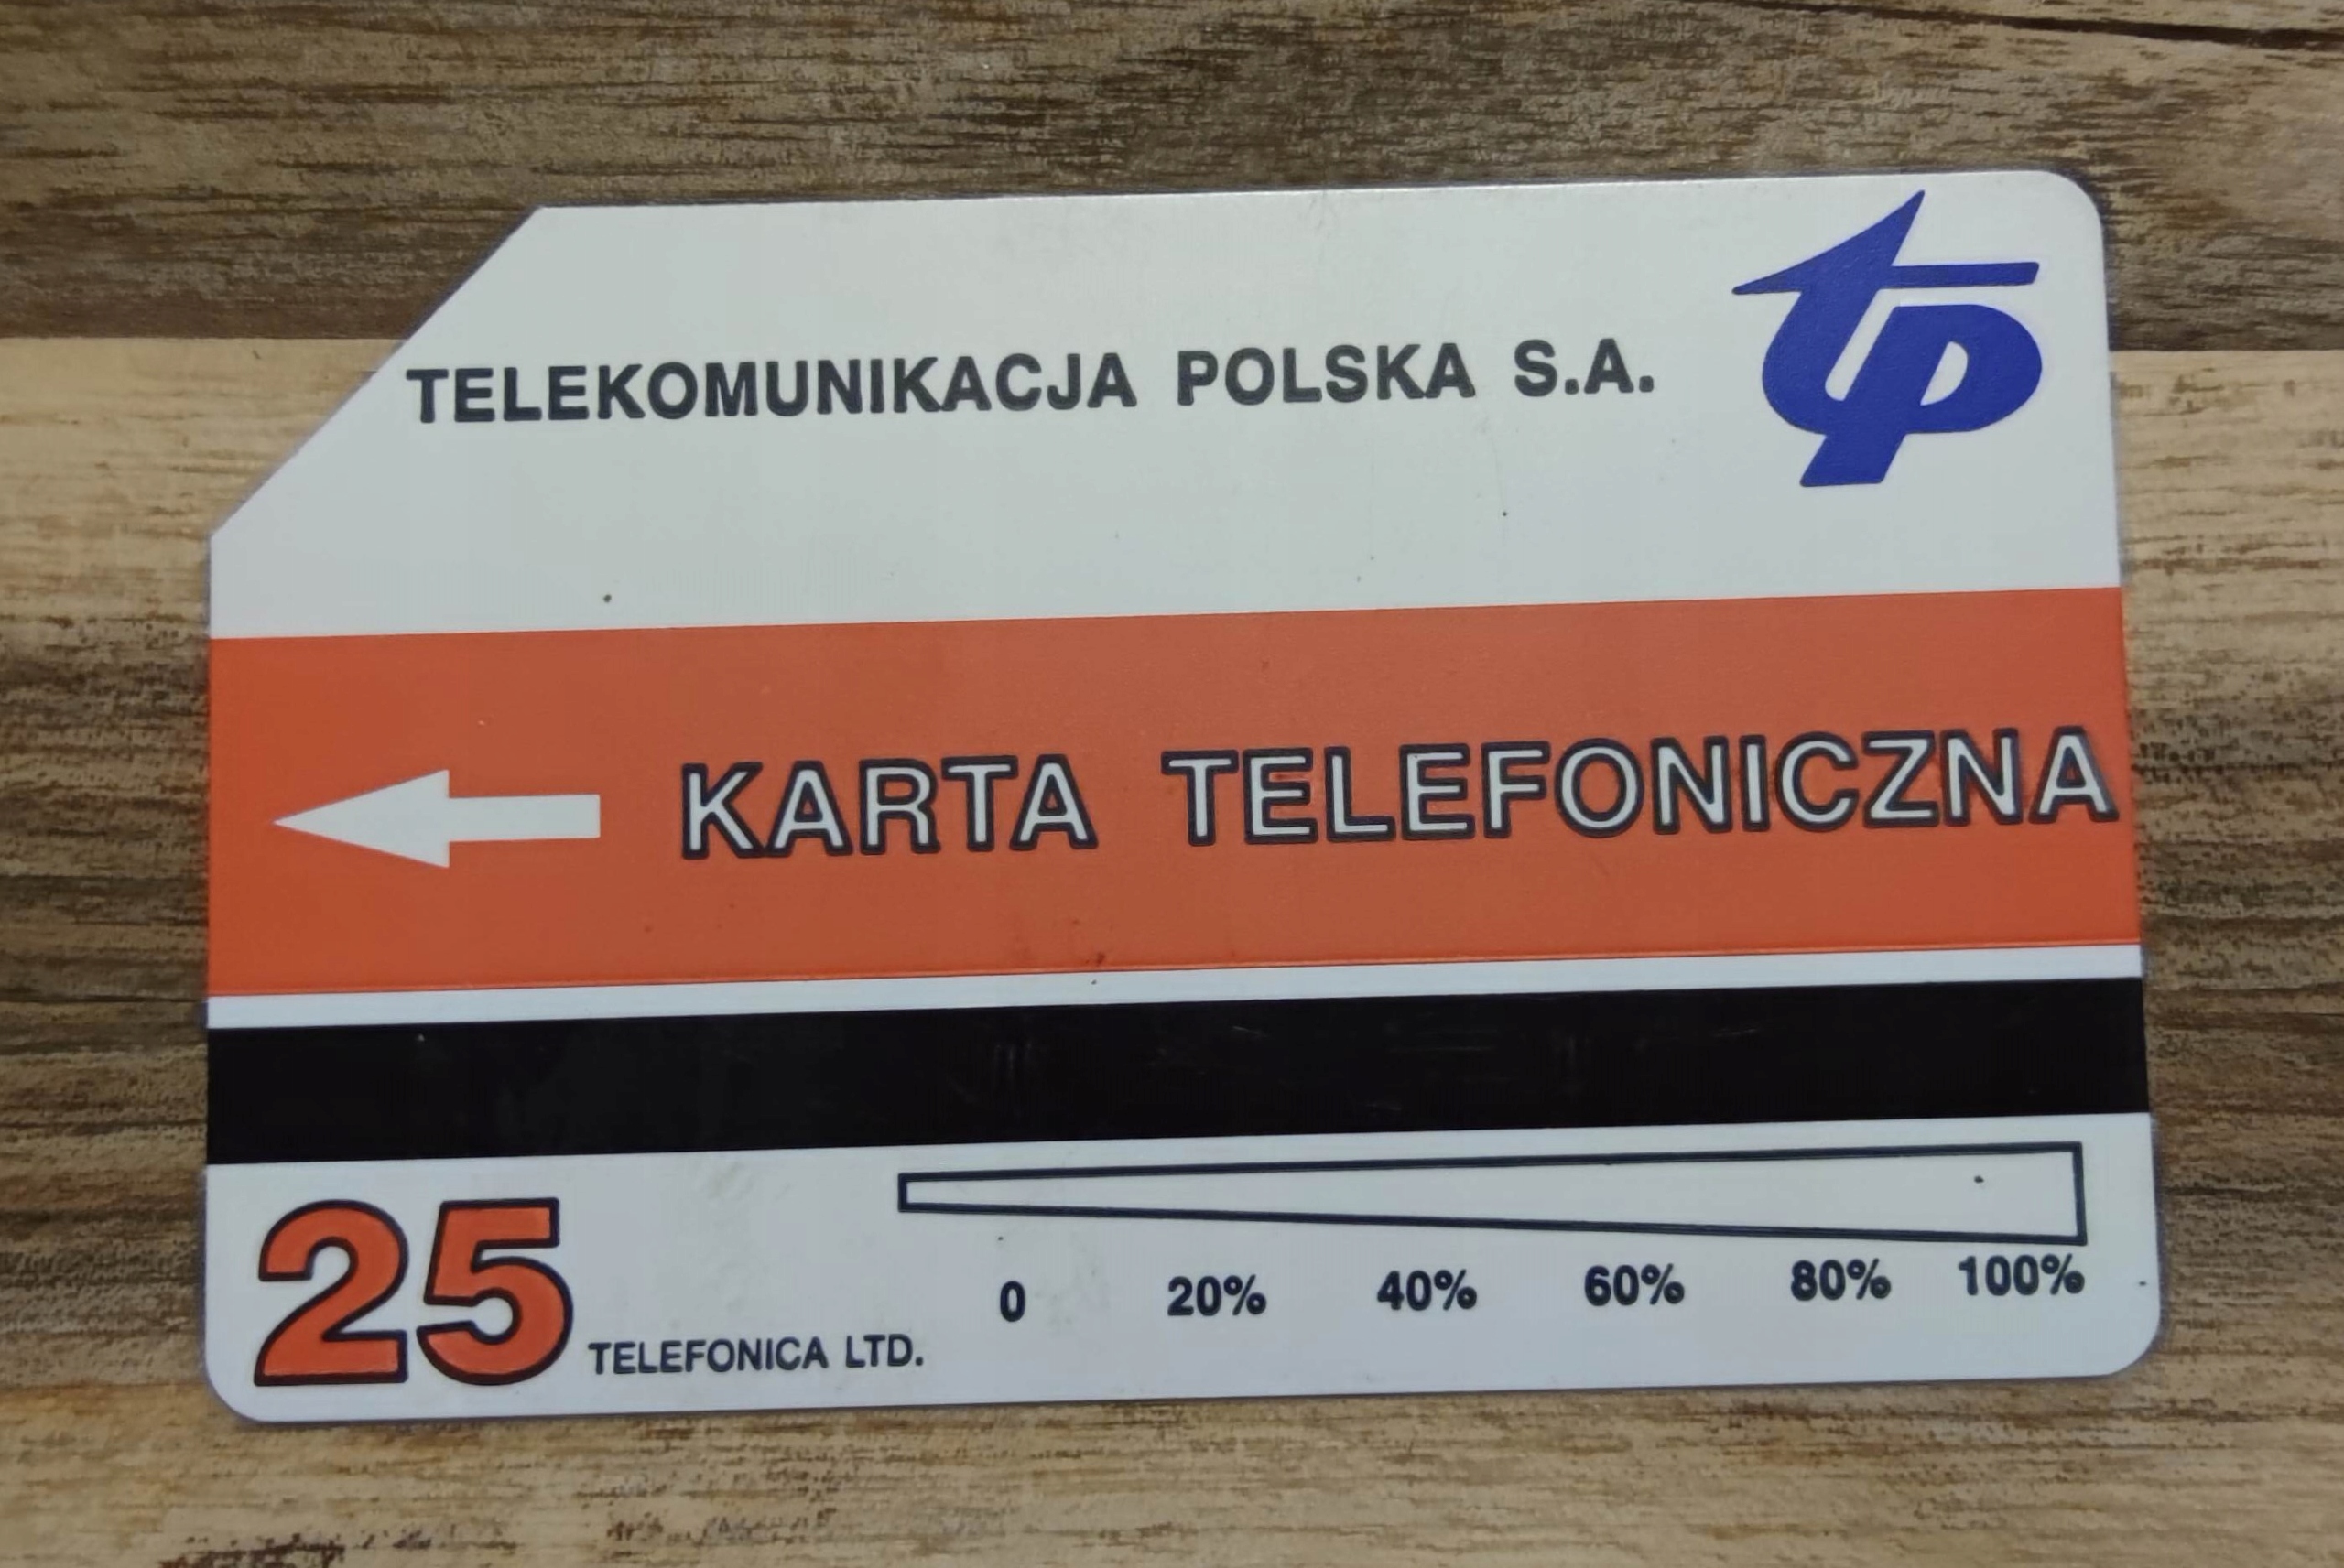 TELEKOMUNIKACJA POLSKA S.A.
tp
KARTA TELEFONICZNA
25
TELEFONICA LTD.
0 20% 40% 60% 80% 100%